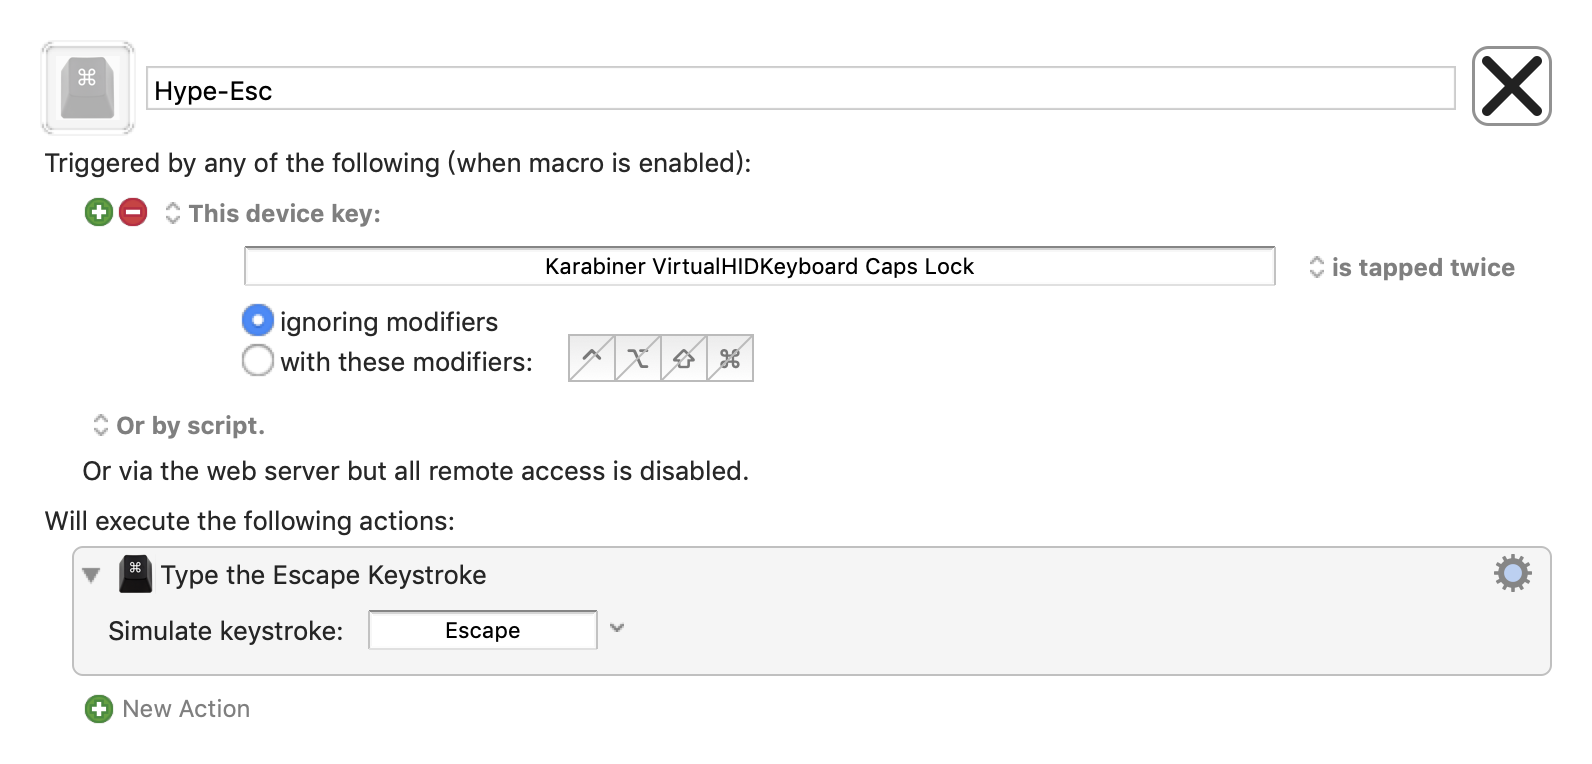 Hype-Esc
Triggered by any of the following (when macro is enabled):
This device key:
Karabiner VirtualHIDKeyboard Caps Lock is tapped twice
ignoring modifiers
with these modifiers: ⌃ ⌥ ⇧ ⌘
Or by script.
Or via the web server but all remote access is disabled.
Will execute the following actions:
Type the Escape Keystroke
Simulate keystroke: Escape
New Action